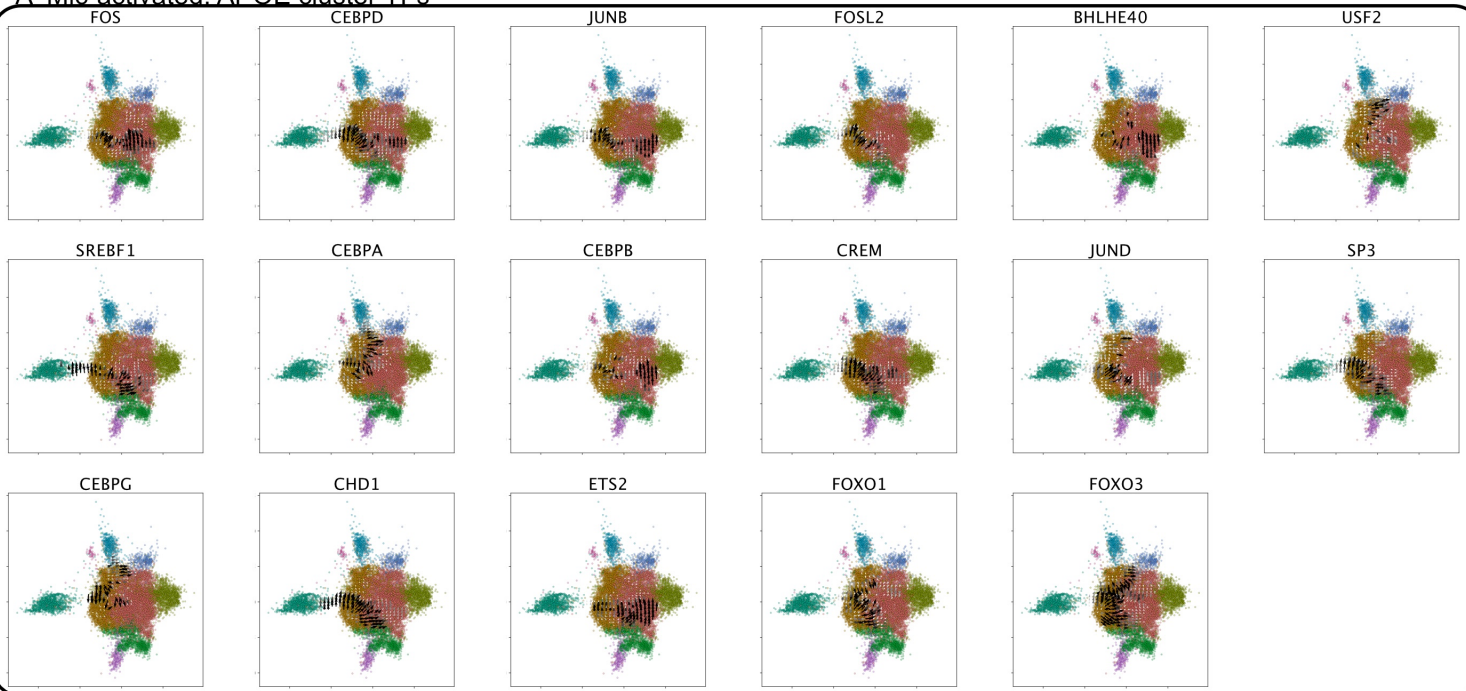 FOS CEBPD JUNB FOSL2 BHLHE40 USF2
SREBF1 CEBPA CEBPB CREM JUND SP3
CEBPG CHD1 ETS2 FOXO1 FOXO3